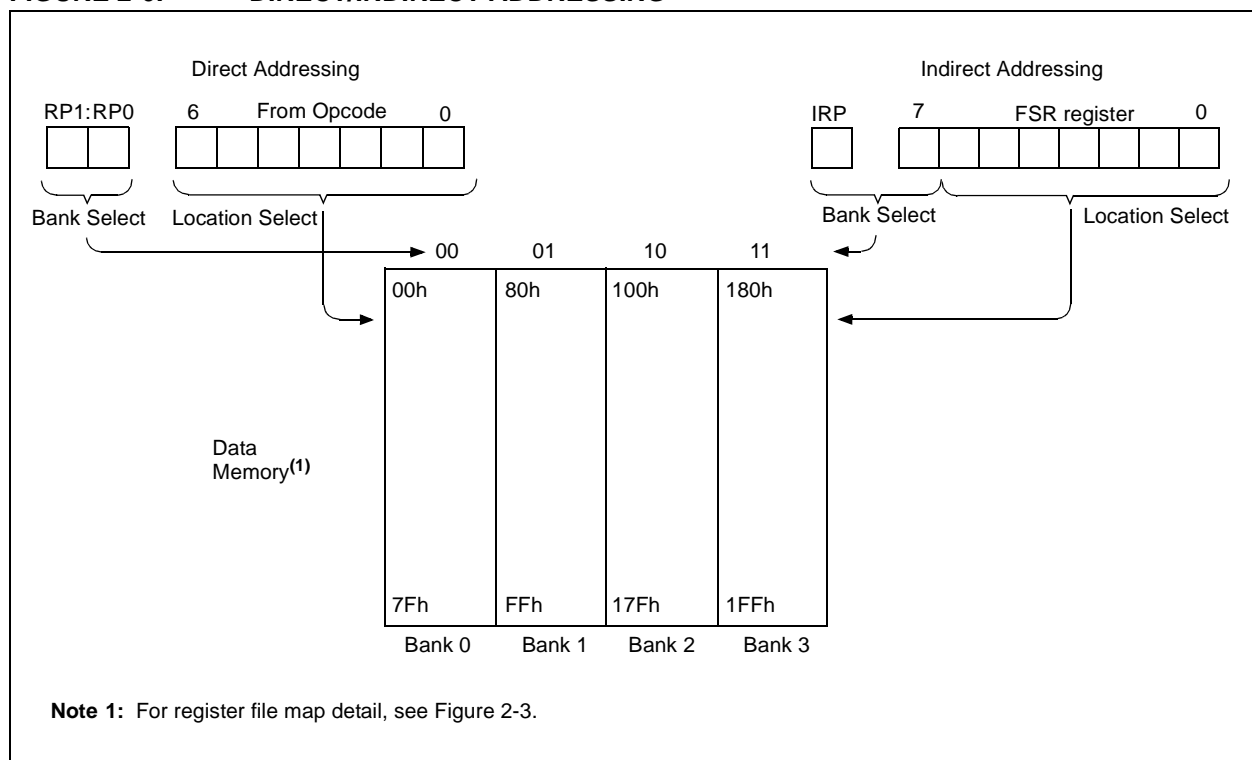 Direct Addressing
Indirect Addressing
RP1:RP0 6 From Opcode 0
IRP 7 FSR register 0
Bank Select Location Select
Bank Select Location Select
00 01 10 11
00h 80h 100h 180h
Data
Memory(1)
7Fh FFh 17Fh 1FFh
Bank 0 Bank 1 Bank 2 Bank 3
Note 1: For register file map detail, see Figure 2-3.